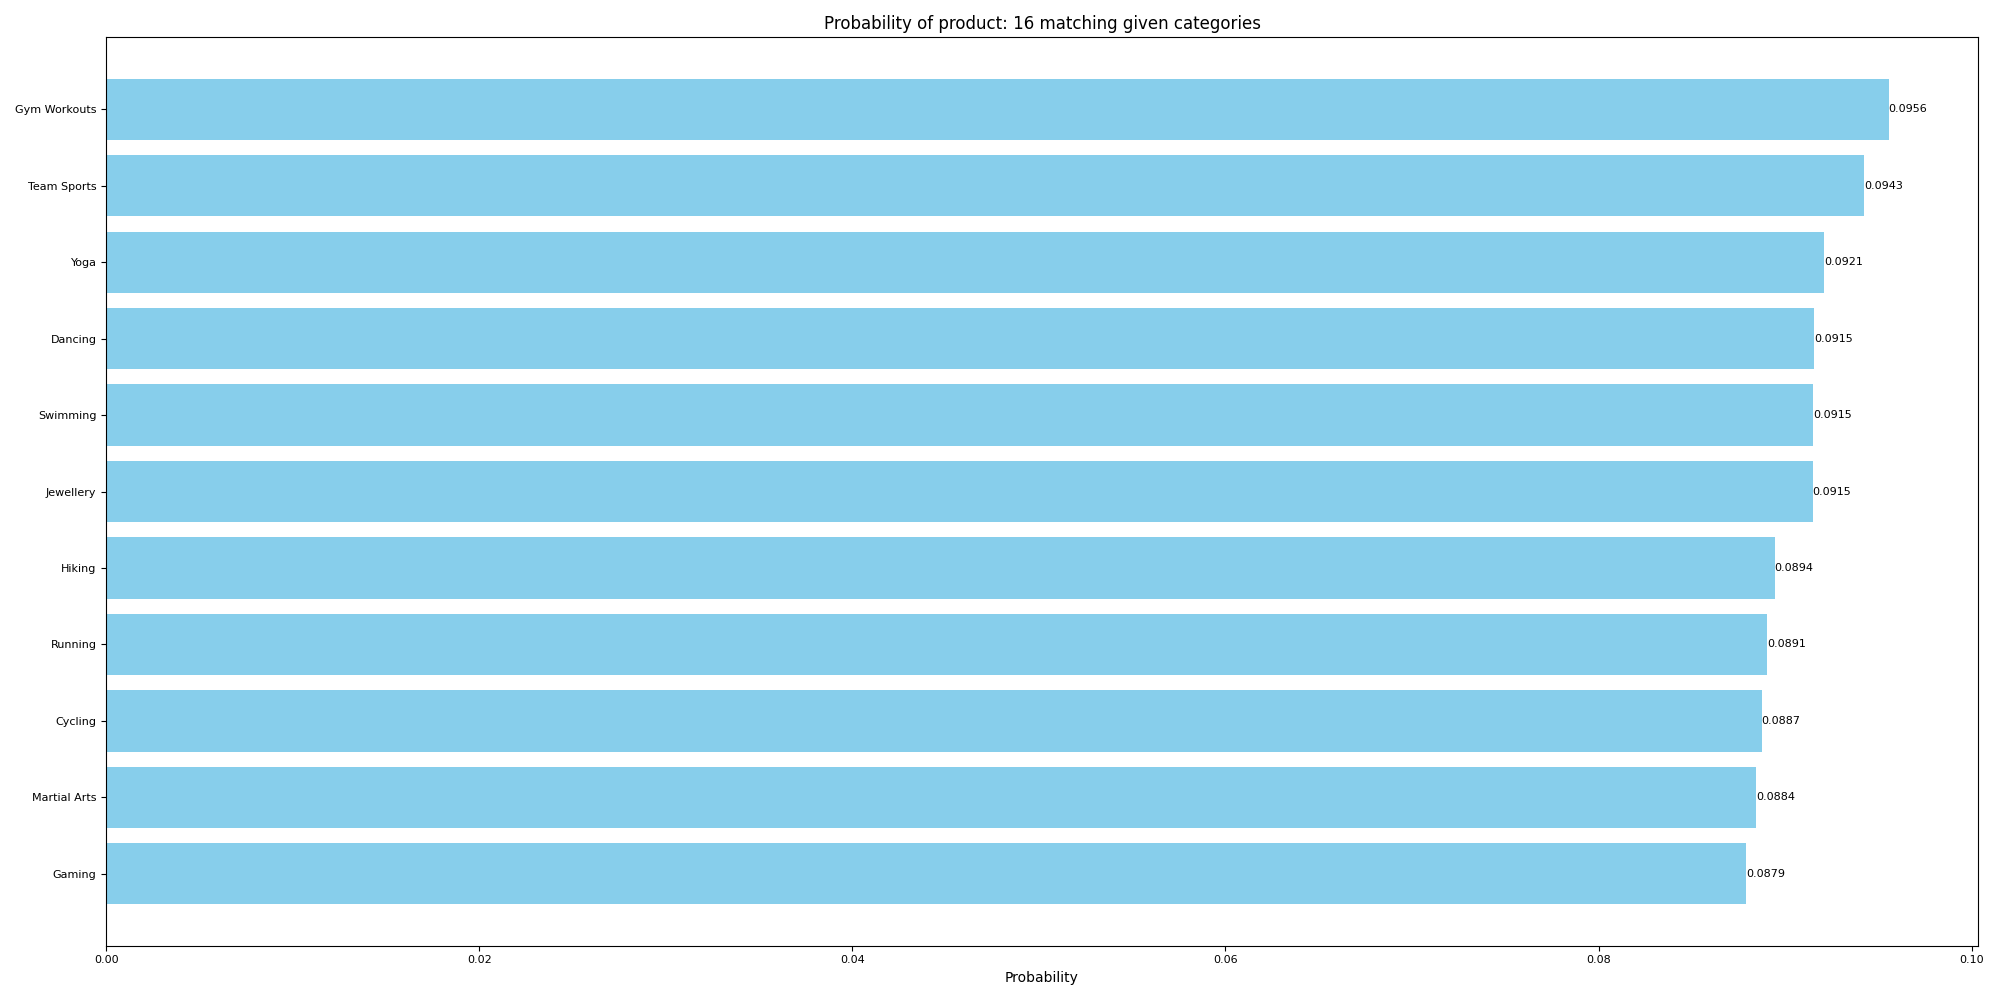 Probability of product: 16 matching given categories
Gym Workouts 0.0956
Team Sports 0.0943
Yoga 0.0921
Dancing 0.0915
Swimming 0.0915
Jewellery 0.0915
Hiking 0.0894
Running 0.0891
Cycling 0.0887
Martial Arts 0.0884
Gaming 0.0879
0.00 0.02 0.04 0.06 0.08 0.10
Probability